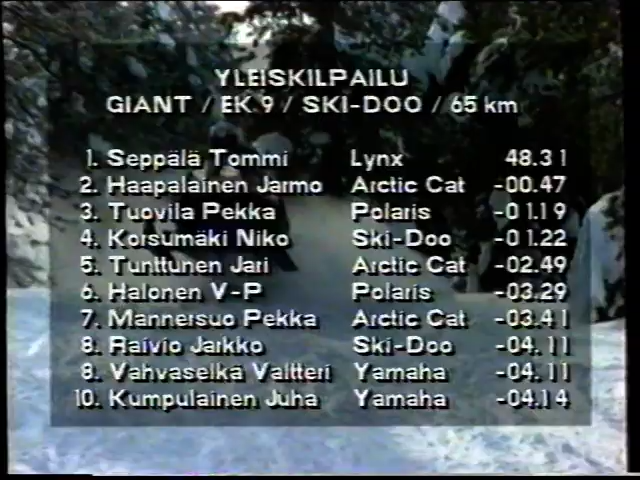 YLEISKILPAILU
GIANT / EK 9 / SKI-DOO / 65 km
1. Seppälä Tommi Lynx 48.31
2. Haapalainen Jarmo Arctic Cat -00.47
3. Tuovila Pekka Polaris -01.19
4. Korsumäki Niko Ski-Doo -01.22
5. Tunttunen Jari Arctic Cat -02.49
6. Halonen V-P Polaris -03.29
7. Mannersuo Pekka Arctic Cat -03.41
8. Raivio Jarkko Ski-Doo -04.11
8. Vahvaselkä Valtteri Yamaha -04.11
10. Kumpulainen Juha Yamaha -04.14